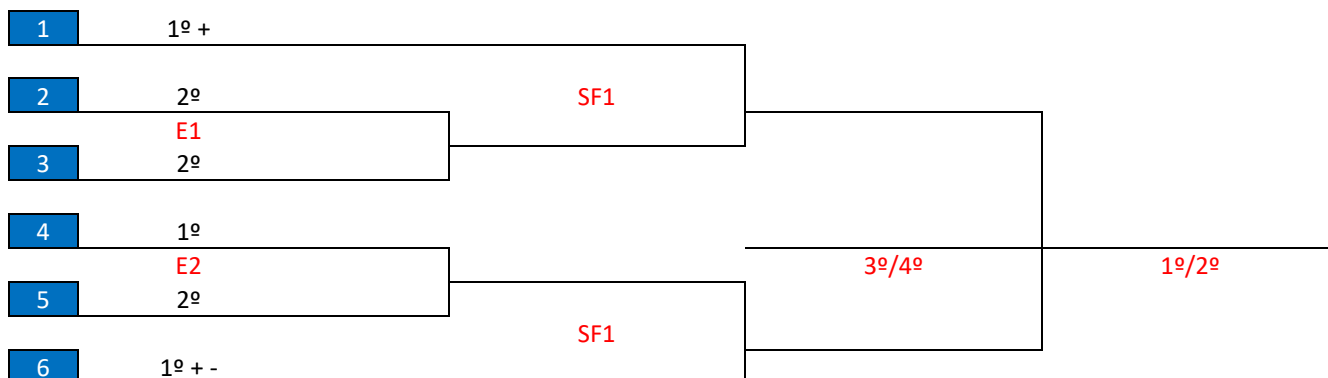 1 1º +
2 2º SF1
E1
3 2º
4 1º
E2 3º/4º 1º/2º
5 2º
SF1
6 1º + -